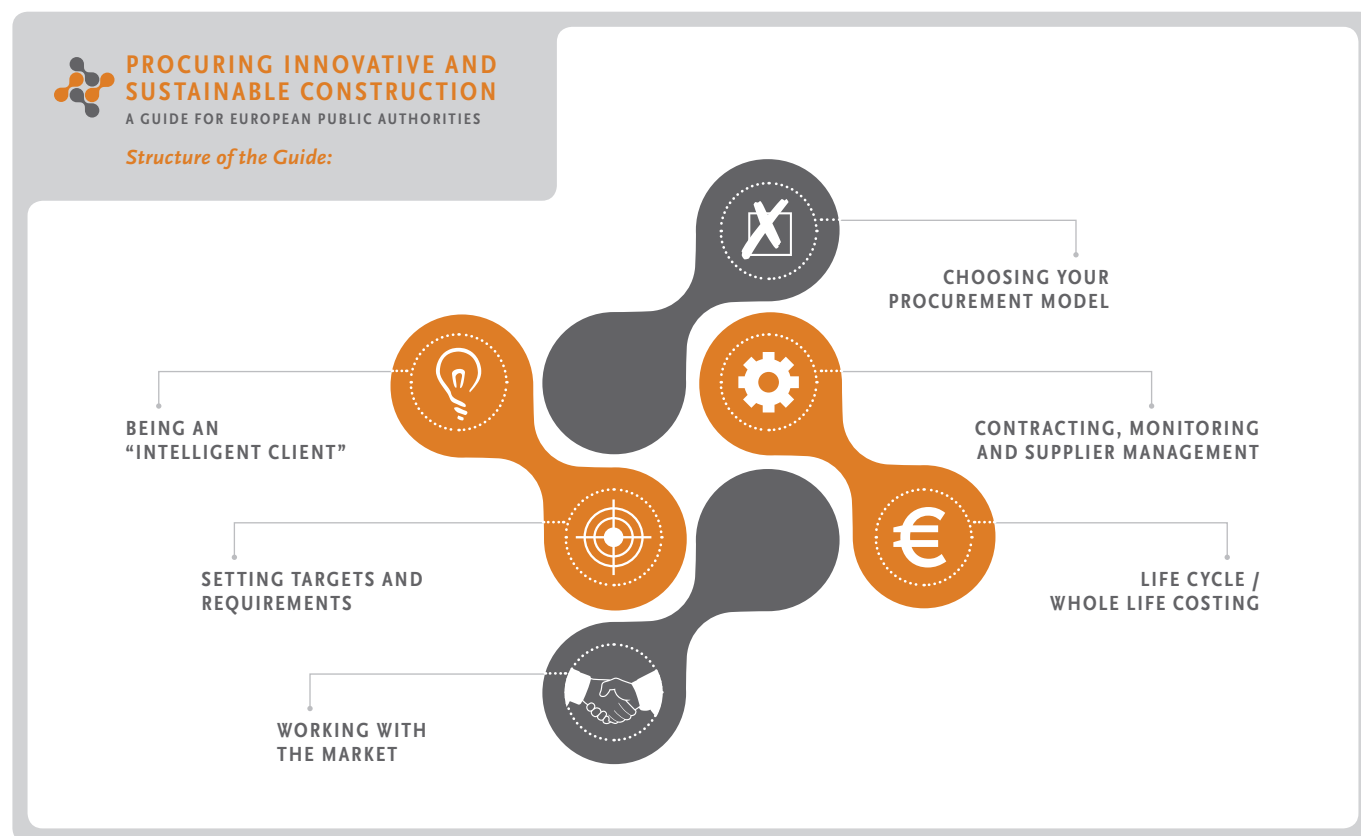 PROCURING INNOVATIVE AND
SUSTAINABLE CONSTRUCTION
A GUIDE FOR EUROPEAN PUBLIC AUTHORITIES
Structure of the Guide:
CHOOSING YOUR
PROCUREMENT MODEL
BEING AN
“INTELLIGENT CLIENT”
CONTRACTING, MONITORING
AND SUPPLIER MANAGEMENT
SETTING TARGETS AND
REQUIREMENTS
LIFE CYCLE /
WHOLE LIFE COSTING
WORKING WITH
THE MARKET
€